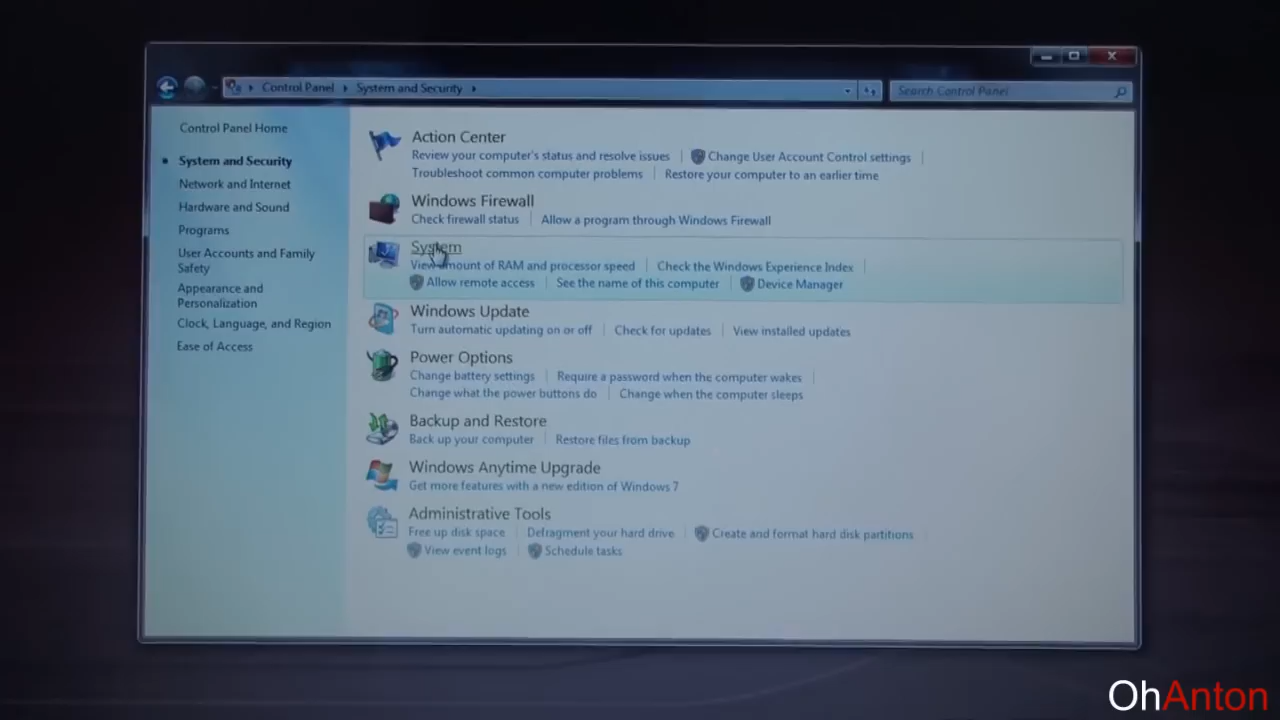 Control Panel System and Security Search Control Panel
Control Panel Home
System and Security
Network and Internet
Hardware and Sound
Programs
User Accounts and Family
Safety
Appearance and
Personalization
Clock, Language, and Region
Ease of Access
Action Center
Review your computer's status and resolve issues Change User Account Control settings
Troubleshoot common computer problems Restore your computer to an earlier time
Windows Firewall
Check firewall status Allow a program through Windows Firewall
System
View amount of RAM and processor speed Check the Windows Experience Index
Allow remote access See the name of this computer Device Manager
Windows Update
Turn automatic updating on or off Check for updates View installed updates
Power Options
Change battery settings Require a password when the computer wakes
Change what the power buttons do Change when the computer sleeps
Backup and Restore
Back up your computer Restore files from backup
Windows Anytime Upgrade
Get more features with a new edition of Windows 7
Administrative Tools
Free up disk space Defragment your hard drive Create and format hard disk partitions
View event logs Schedule tasks
OhAnton